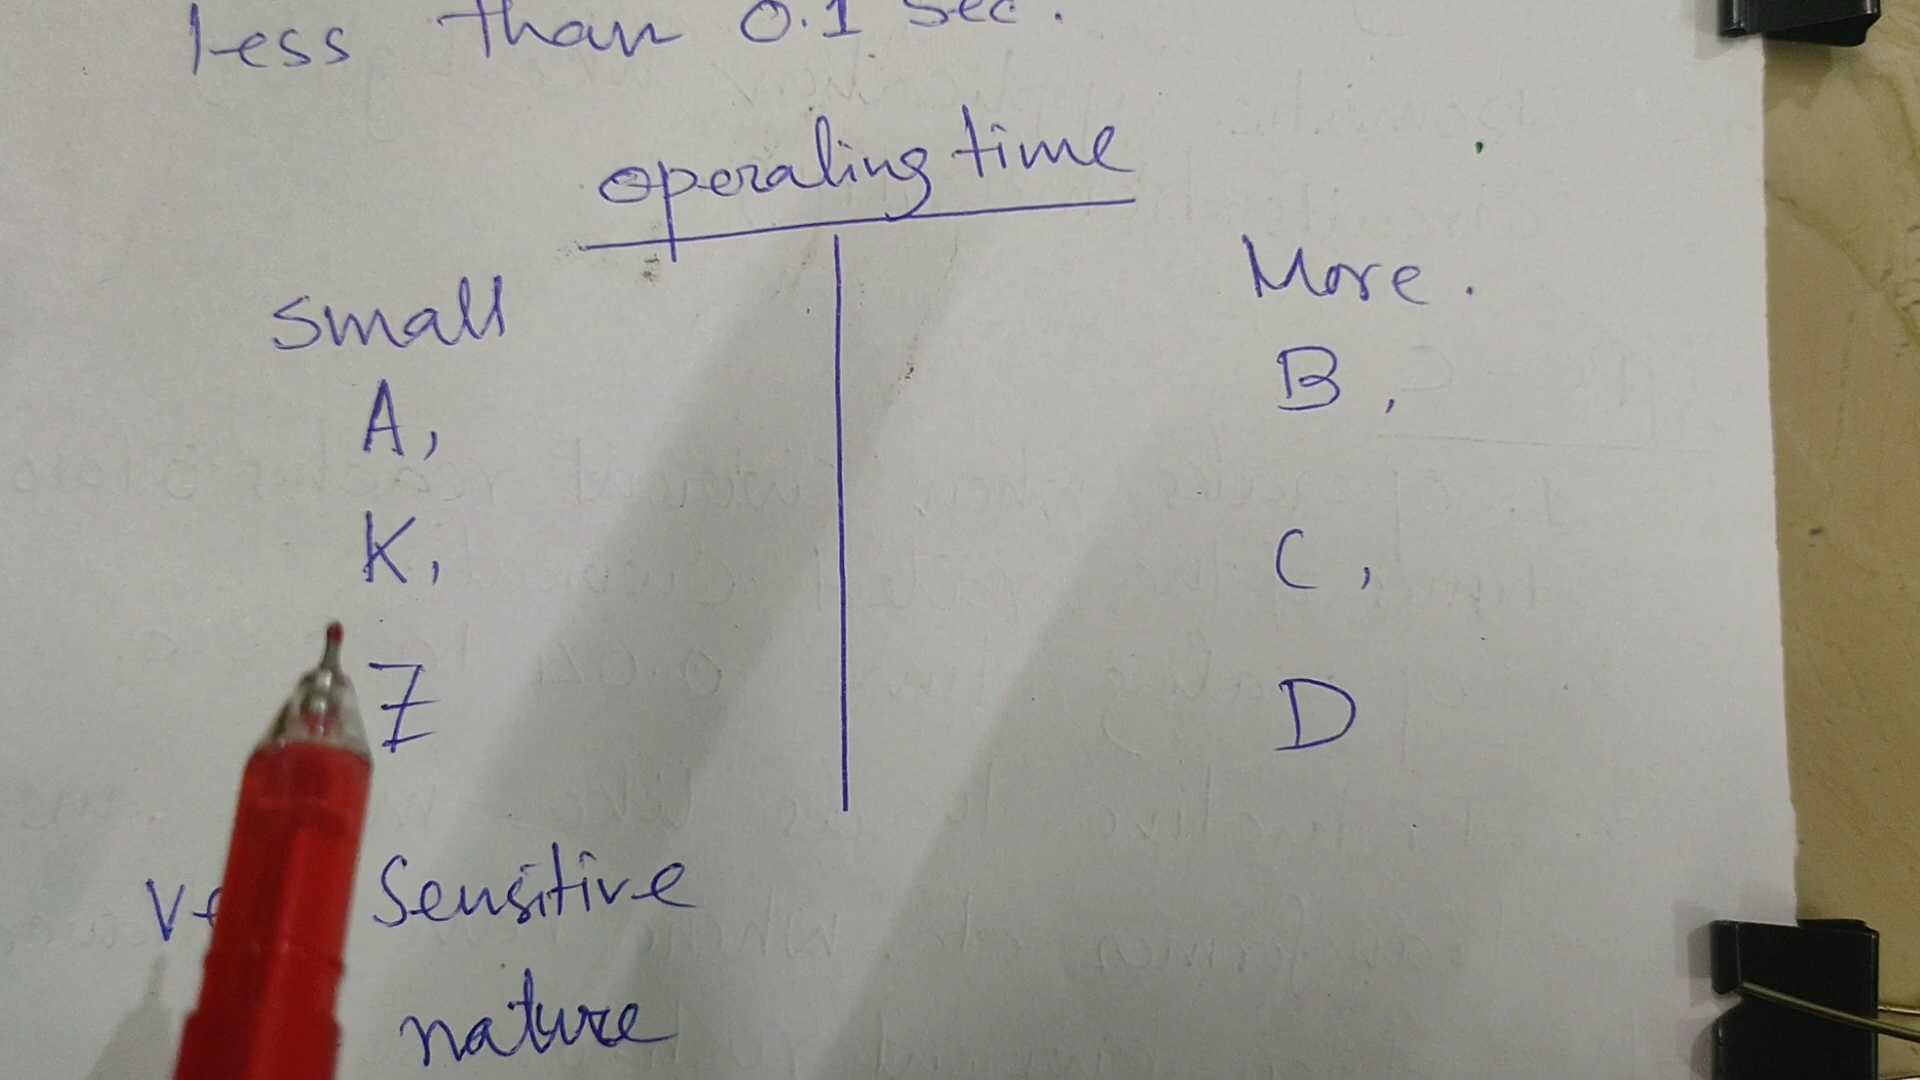 less than 0.1 sec.
operating time
small
More.
A,
B,
K,
C,
Z
D
Sensitive
nature